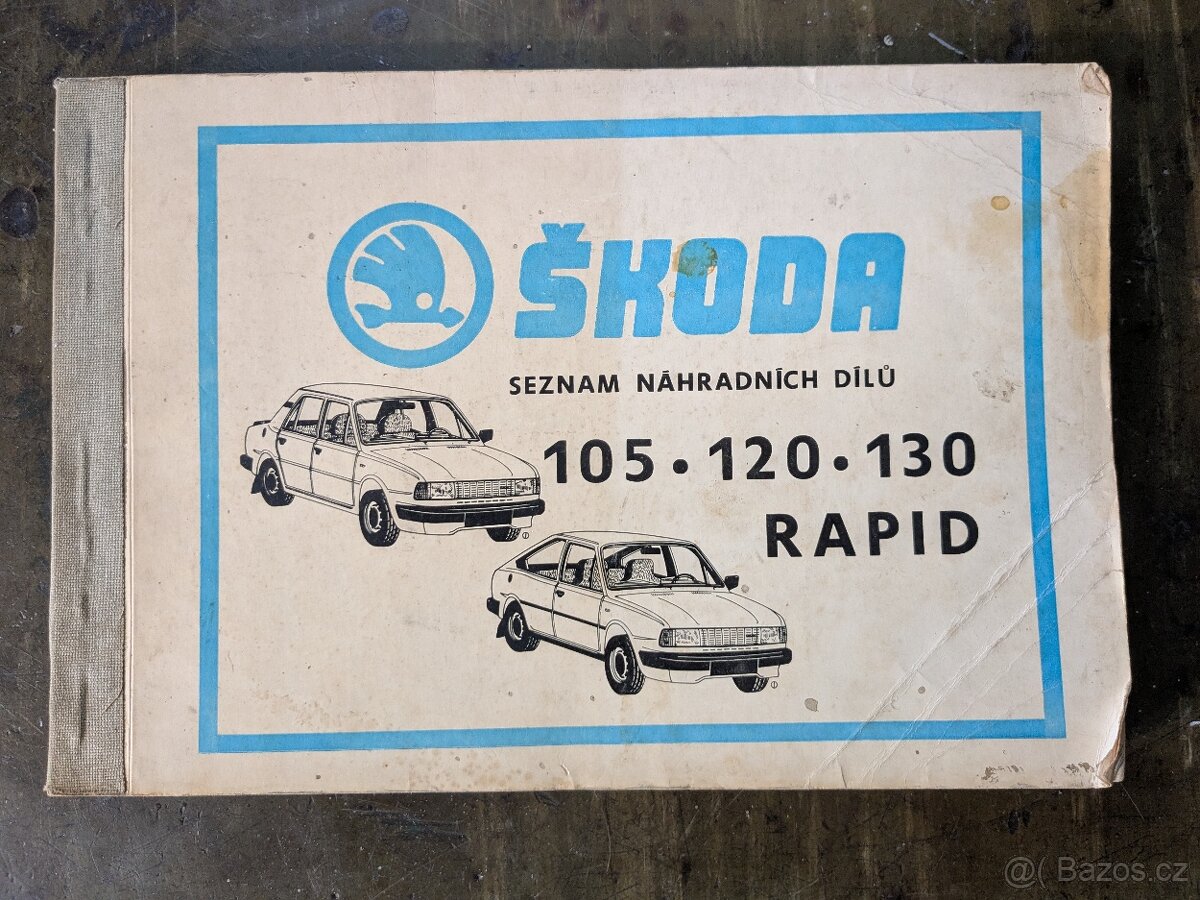 ŠKODA
SEZNAM NÁHRADNÍCH DÍLŮ
105 • 120 • 130
RAPID
@( Bazos.cz